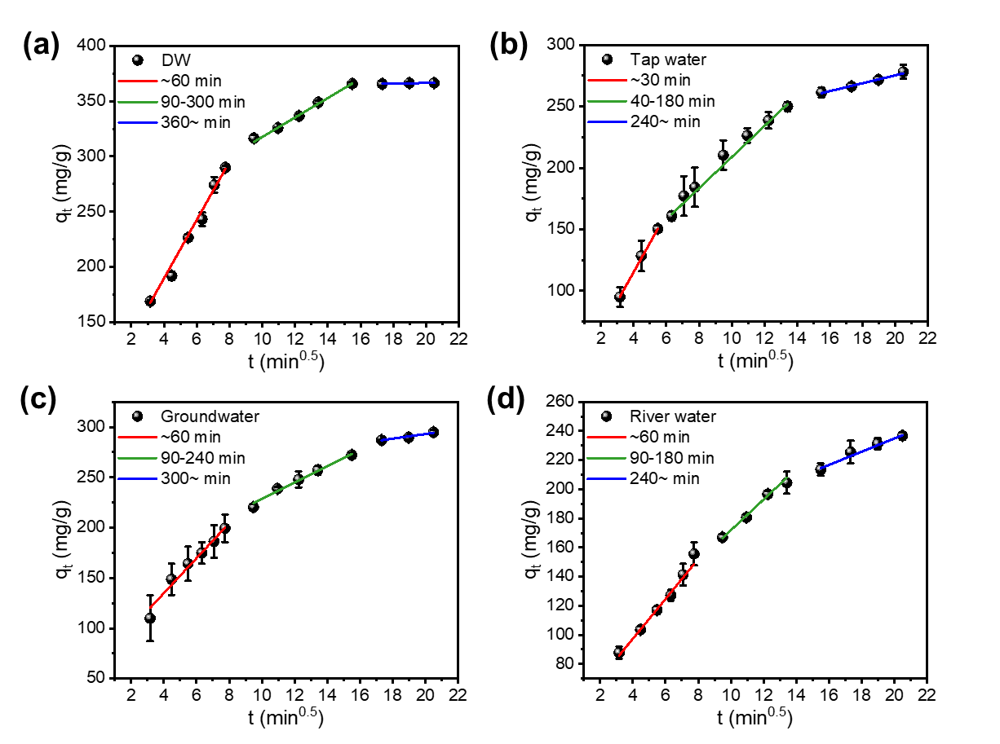 (a)
DW
~60 min
90-300 min
360~ min
400
350
300
250
200
150
qt (mg/g)
2 4 6 8 10 12 14 16 18 20 22
t (min0.5)
(b)
Tap water
~30 min
40-180 min
240~ min
300
250
200
150
100
qt (mg/g)
2 4 6 8 10 12 14 16 18 20 22
t (min0.5)
(c)
Groundwater
~60 min
90-240 min
300~ min
300
250
200
150
100
50
qt (mg/g)
2 4 6 8 10 12 14 16 18 20 22
t (min0.5)
(d)
River water
~60 min
90-180 min
240~ min
260
240
220
200
180
160
140
120
100
80
qt (mg/g)
2 4 6 8 10 12 14 16 18 20 22
t (min0.5)